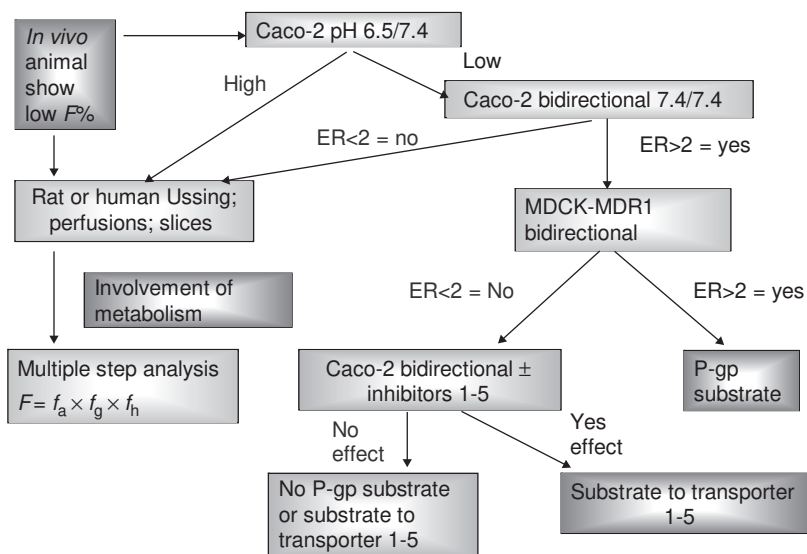 In vivo
animal
show
low F%
Caco-2 pH 6.5/7.4
High
Low
Caco-2 bidirectional 7.4/7.4
ER<2 = no
ER>2 = yes
Rat or human Ussing;
perfusions; slices
MDCK-MDR1
bidirectional
Involvement of
metabolism
ER<2 = No
ER>2 = yes
Multiple step analysis
F = fa × fg × fh
Caco-2 bidirectional ±
inhibitors 1-5
P-gp
substrate
No
effect
Yes
effect
No P-gp substrate
or substrate to
transporter 1-5
Substrate to transporter
1-5